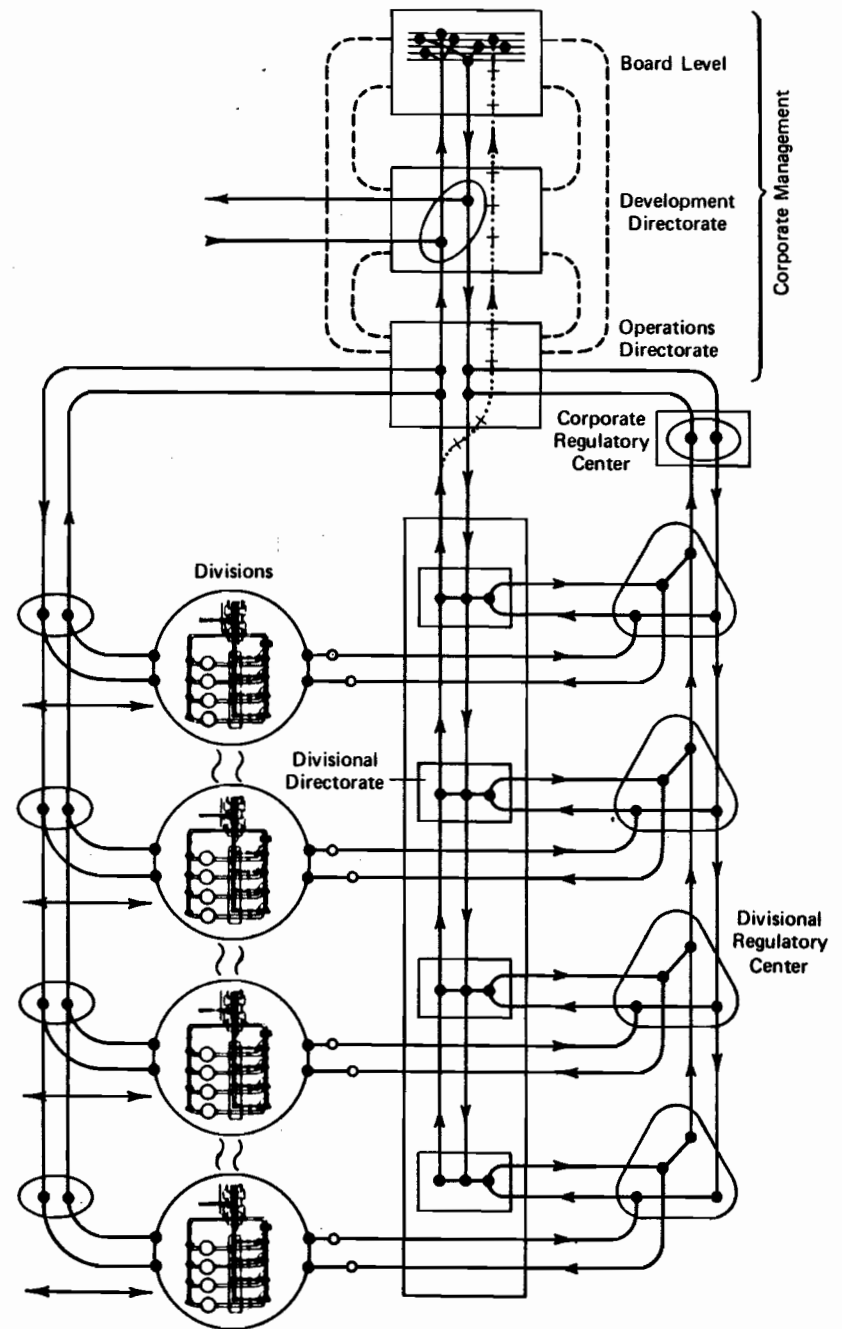 Board Level
Corporate Management
Development
Directorate
Operations
Directorate
Corporate
Regulatory
Center
Divisions
Divisional
Directorate
Divisional
Regulatory
Center